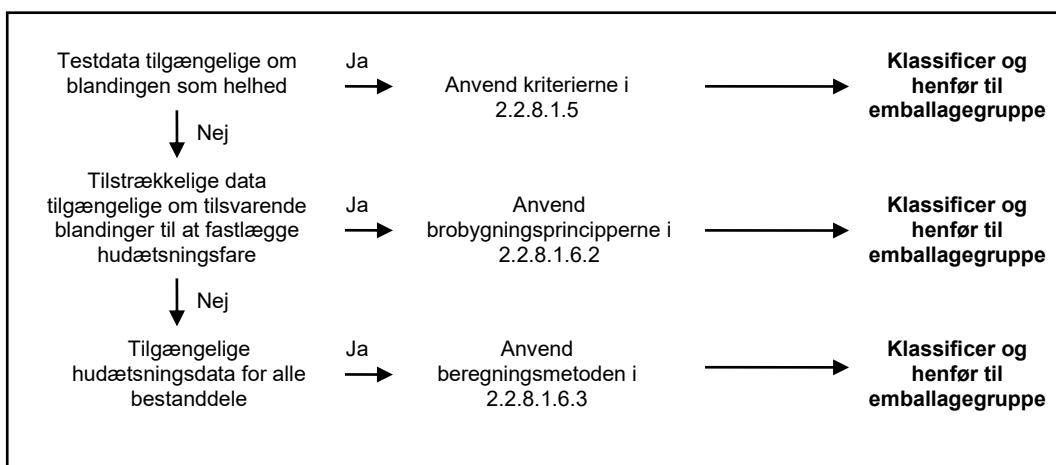 Testdata tilgængelige om
blandingen som helhed
Ja
Anvend kriterierne i
2.2.8.1.5
Klassificer og
henfør til
emballagegruppe
Nej
Tilstrækkelige data
tilgængelige om tilsvarende
blandinger til at fastlægge
hudætsningsfare
Ja
Anvend
brobygningsprincipperne i
2.2.8.1.6.2
Klassificer og
henfør til
emballagegruppe
Nej
Tilgængelige
hudætsningsdata for alle
bestanddele
Ja
Anvend
beregningsmetoden i
2.2.8.1.6.3
Klassificer og
henfør til
emballagegruppe